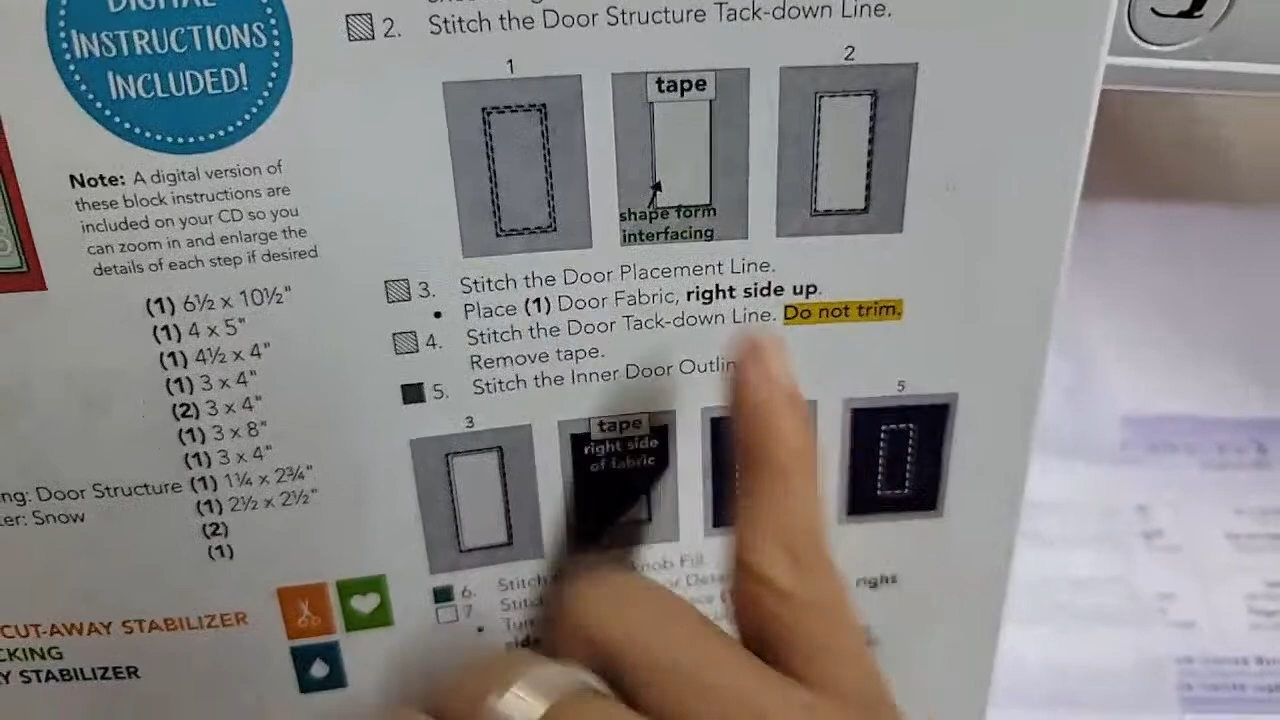 DIGITAL
INSTRUCTIONS
INCLUDED!
Note: A digital version of
these block instructions are
included on your CD so you
can zoom in and enlarge the
details of each step if desired
(1) 6½ x 10½"
(1) 4 x 5"
(1) 4½ x 4"
(1) 3 x 4"
(2) 3 x 4"
(1) 3 x 8"
(1) 3 x 4"
ng: Door Structure (1) 1¼ x 2¾"
er: Snow (1) 2½ x 2½"
(2)
(1)
CUT-AWAY STABILIZER
CKING
Y STABILIZER
2. Stitch the Door Structure Tack-down Line.
1
tape
2
shape form
interfacing
3. Stitch the Door Placement Line.
• Place (1) Door Fabric, right side up.
4. Stitch the Door Tack-down Line. Do not trim.
Remove tape.
5. Stitch the Inner Door Outlin
3
tape
right side
of fabric
5
6. Stitch Knob Fill.
7
side